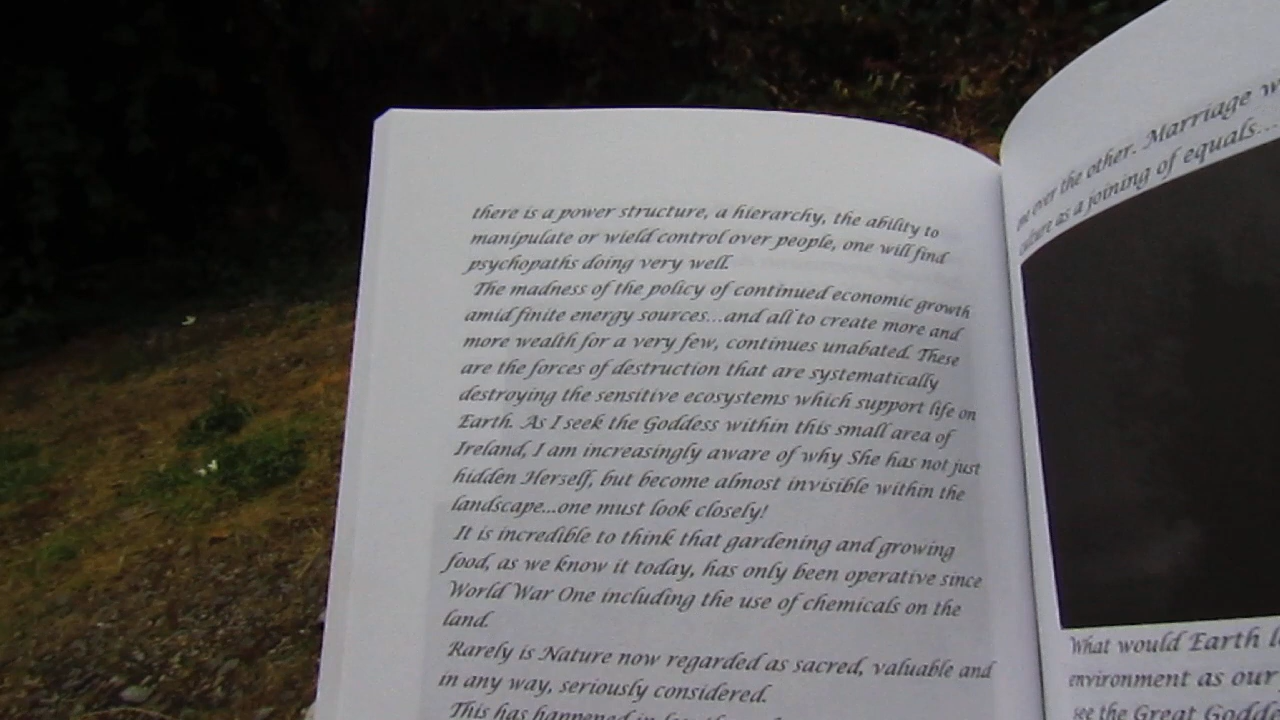 there is a power structure, a hierarchy, the ability to
manipulate or wield control over people, one will find
psychopaths doing very well.
The madness of the policy of continued economic growth
amid finite energy sources...and all to create more and
more wealth for a very few, continues unabated. These
are the forces of destruction that are systematically
destroying the sensitive ecosystems which support life on
Earth. As I seek the Goddess within this small area of
Ireland, I am increasingly aware of why She has not just
hidden Herself, but become almost invisible within the
landscape...one must look closely!
It is incredible to think that gardening and growing
food, as we know it today, has only been operative since
World War One including the use of chemicals on the
land.
Rarely is Nature now regarded as sacred, valuable and
in any way, seriously considered.
This has happened in
over the other. Marriage
as a joining of equals...
What would Earth
environment as our
see the Great